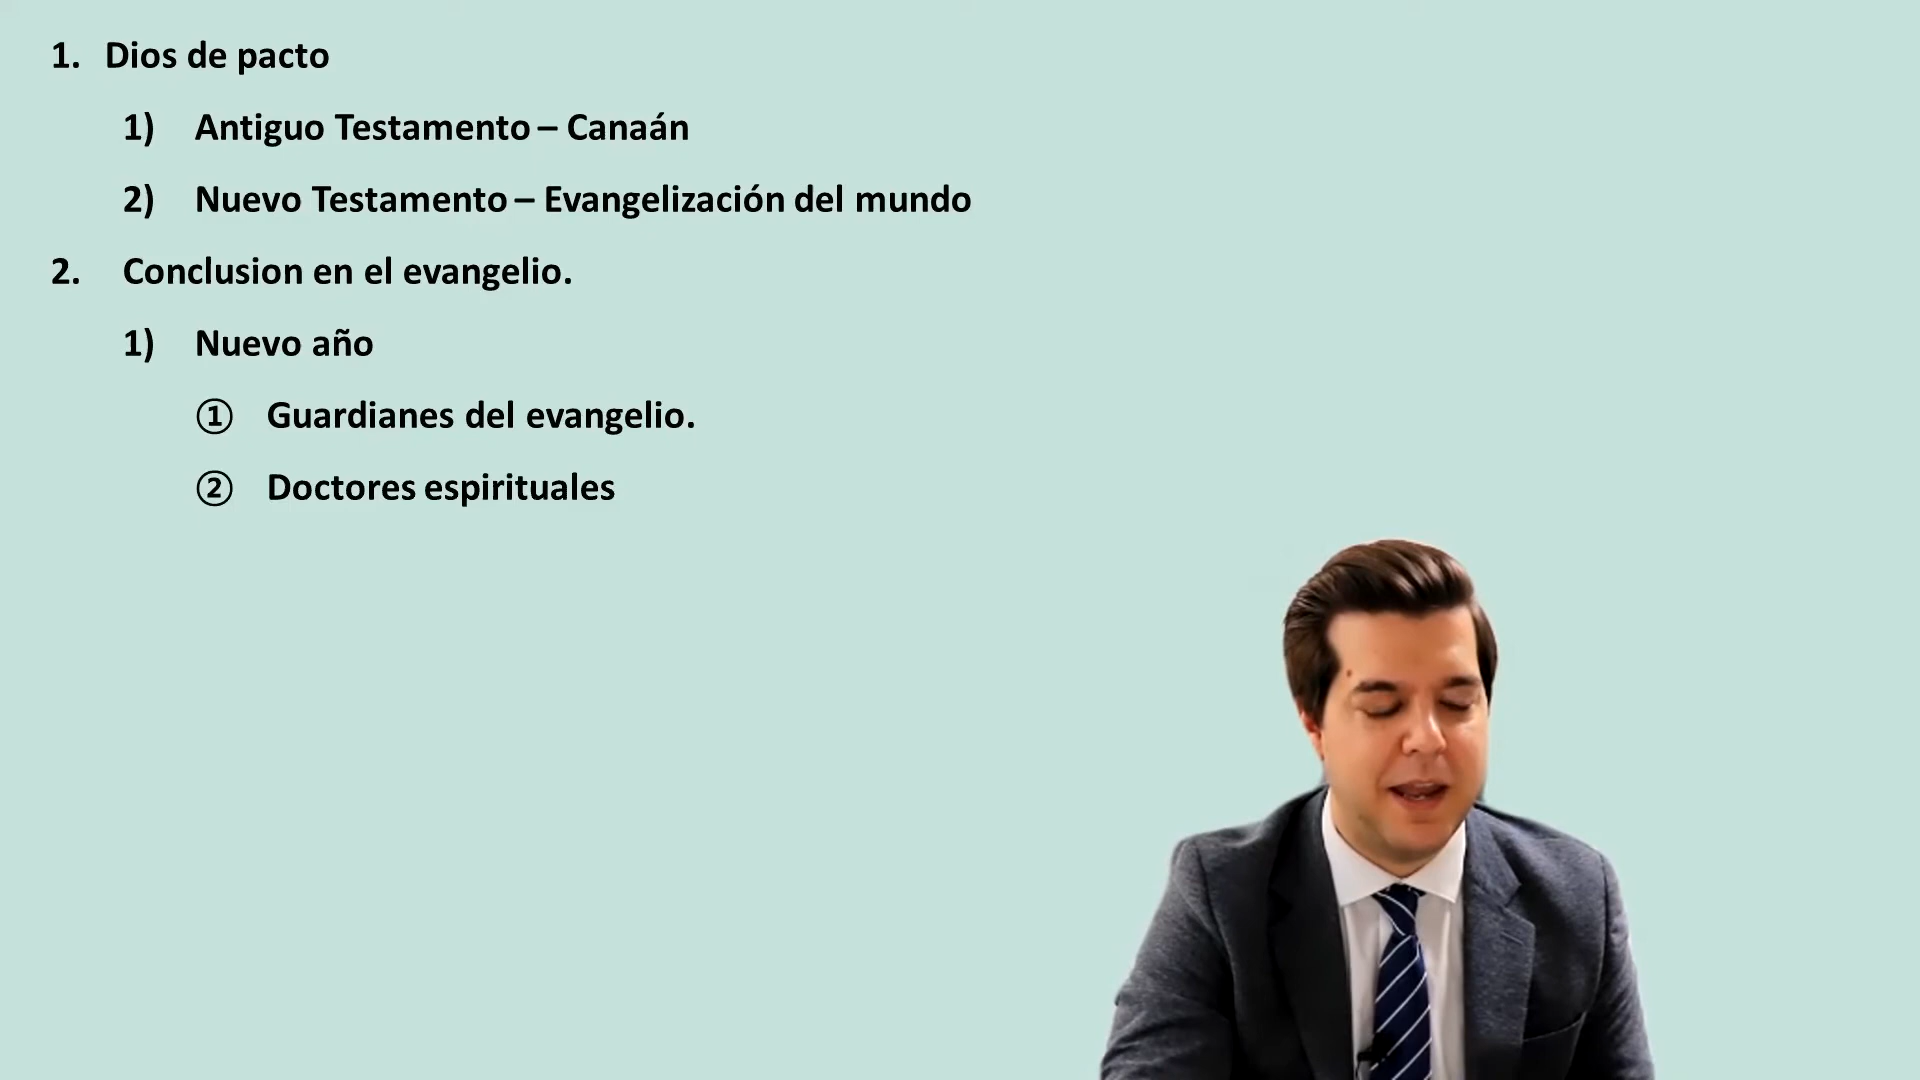 1. Dios de pacto
1) Antiguo Testamento – Canaán
2) Nuevo Testamento – Evangelización del mundo
2. Conclusion en el evangelio.
1) Nuevo año
① Guardianes del evangelio.
② Doctores espirituales